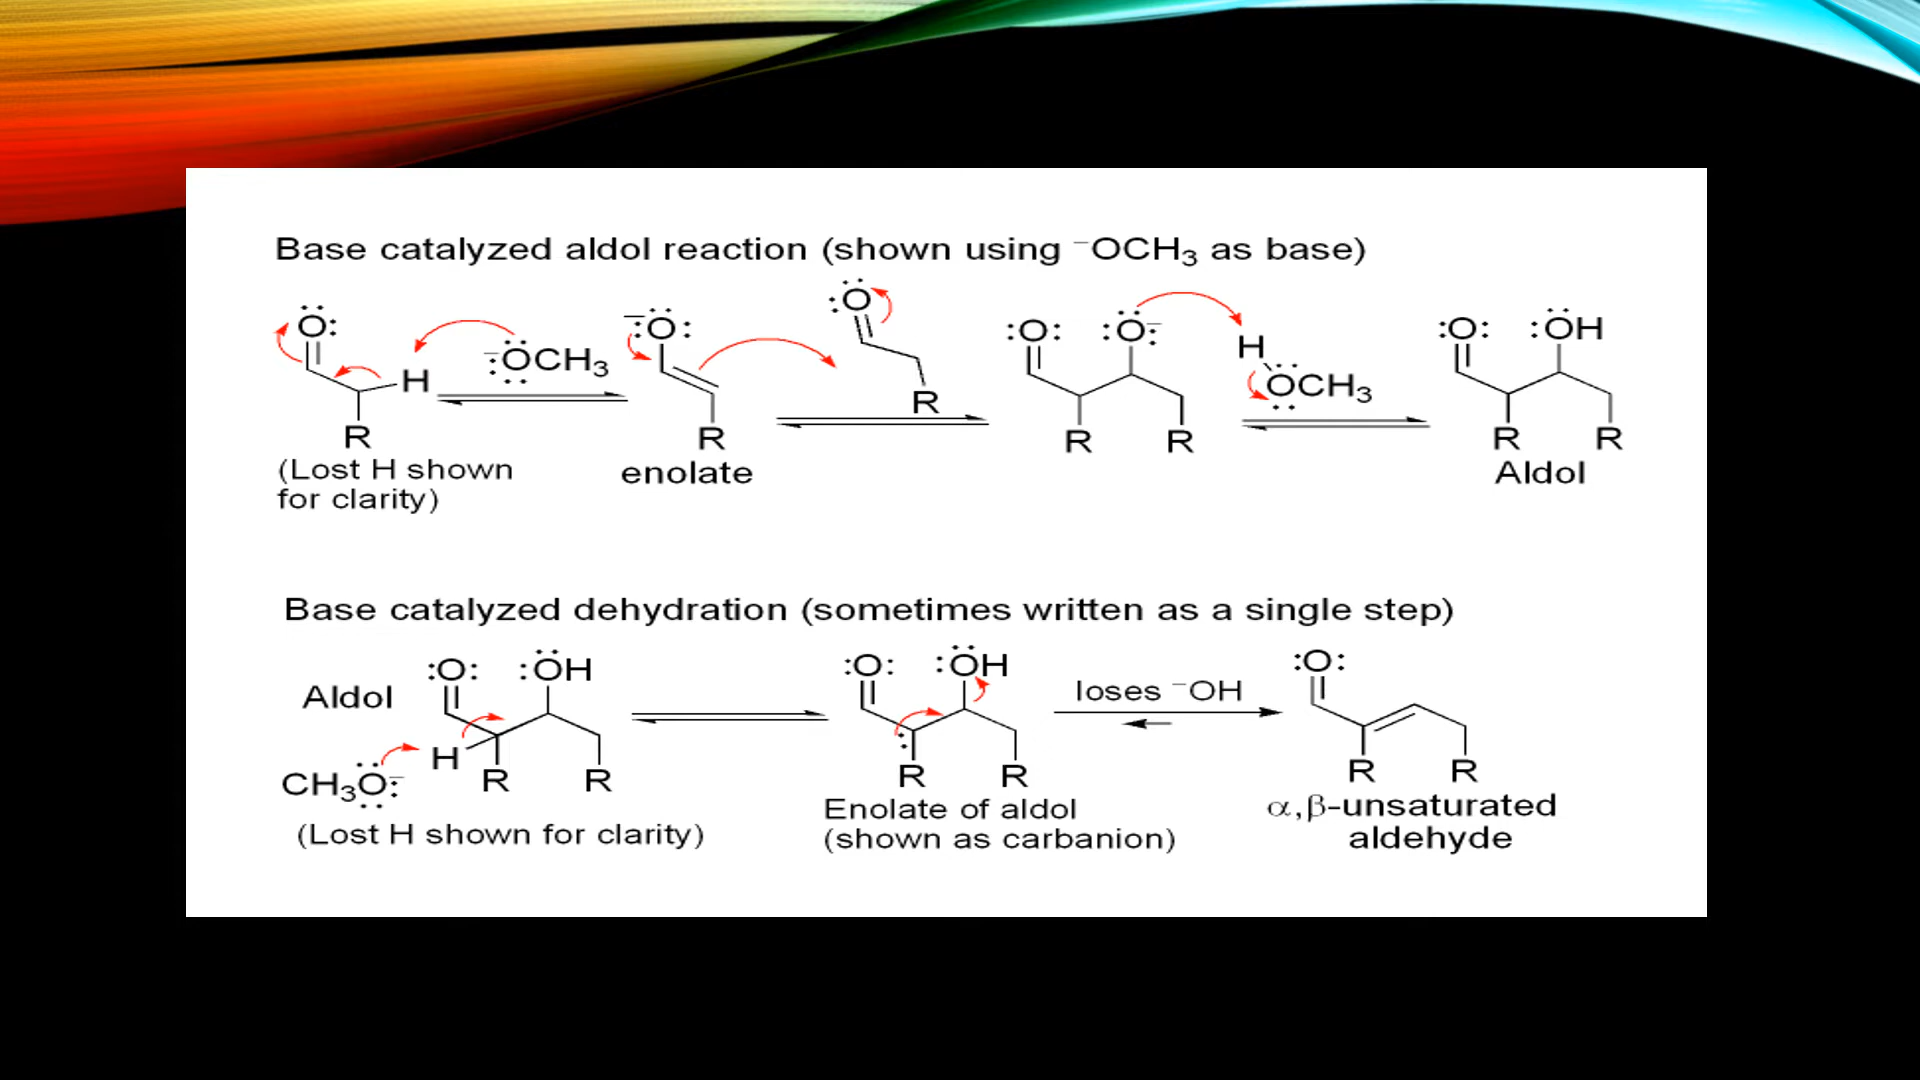 Base catalyzed aldol reaction (shown using ⁻OCH₃ as base)
:O: :O: :O: :O: :O:⁻ H :O: :OH
H ⁻:OCH₃ R OCH₃
R R R R R R
(Lost H shown enolate Aldol
for clarity)
Base catalyzed dehydration (sometimes written as a single step)
:O: :OH :O: :OH :O:
Aldol loses ⁻OH
H
CH₃O:⁻ R R R R R R
Enolate of aldol α,β-unsaturated
(Lost H shown for clarity) (shown as carbanion) aldehyde